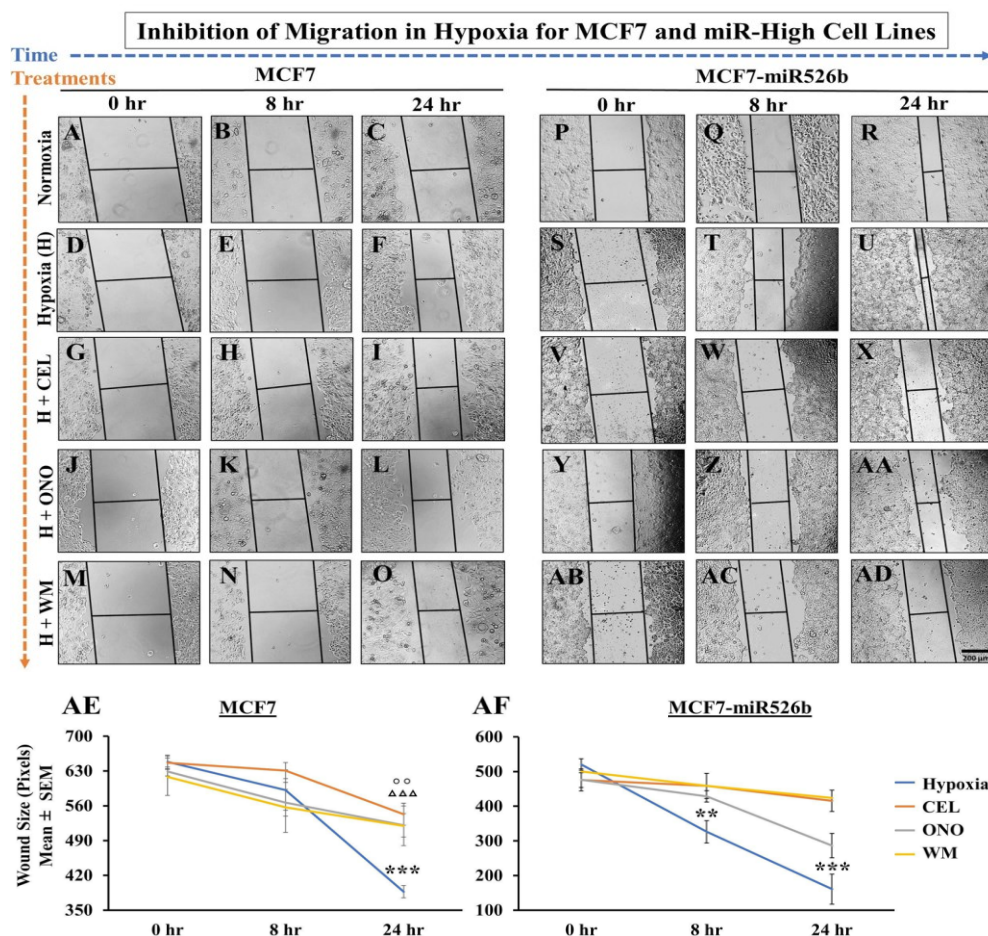 Inhibition of Migration in Hypoxia for MCF7 and miR-High Cell Lines
Time
Treatments
MCF7
MCF7-miR526b
0 hr 8 hr 24 hr 0 hr 8 hr 24 hr
Normoxia
A B C P Q R
Hypoxia (H)
D E F S T U
H + CEL
G H I V W X
H + ONO
J K L Y Z AA
H + WM
M N O AB AC AD
200 μm
AE MCF7
Wound Size (Pixels)
Mean ± SEM
700
630
560
490
420
350
°°
△△△
***
0 hr 8 hr 24 hr
AF MCF7-miR526b
600
500
400
300
200
100
**
***
0 hr 8 hr 24 hr
Hypoxia
CEL
ONO
WM